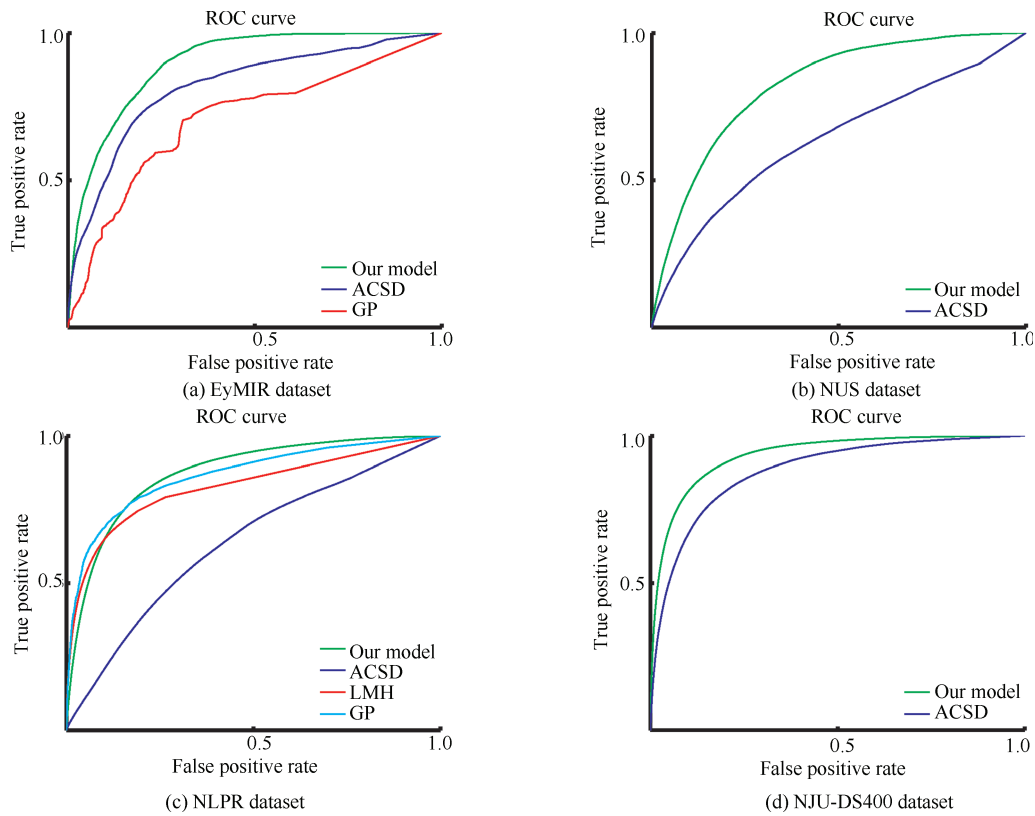 ROC curve
1.0
0.5
True positive rate
Our model
ACSD
GP
0.5
1.0
False positive rate
(a) EyMIR dataset
ROC curve
1.0
0.5
True positive rate
Our model
ACSD
0.5
1.0
False positive rate
(b) NUS dataset
ROC curve
1.0
0.5
True positive rate
Our model
ACSD
LMH
GP
0.5
1.0
False positive rate
(c) NLPR dataset
ROC curve
1.0
0.5
True positive rate
Our model
ACSD
0.5
1.0
False positive rate
(d) NJU-DS400 dataset